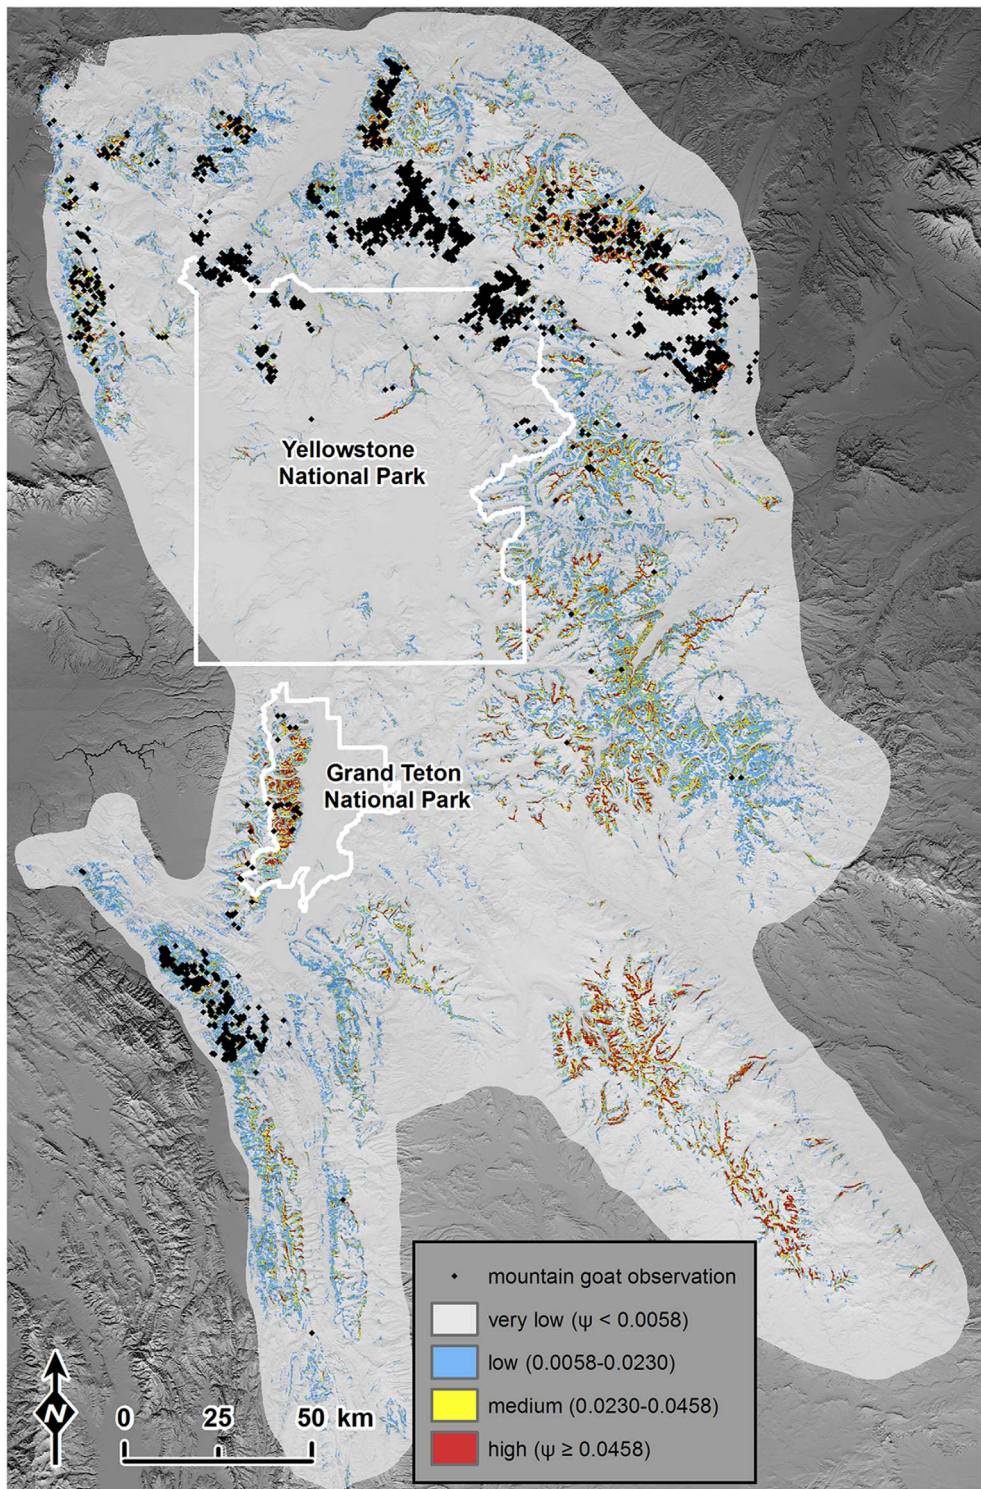 Yellowstone
National Park
Grand Teton
National Park
mountain goat observation
very low (ψ < 0.0058)
low (0.0058-0.0230)
medium (0.0230-0.0458)
high (ψ ≥ 0.0458)
N
0 25 50 km